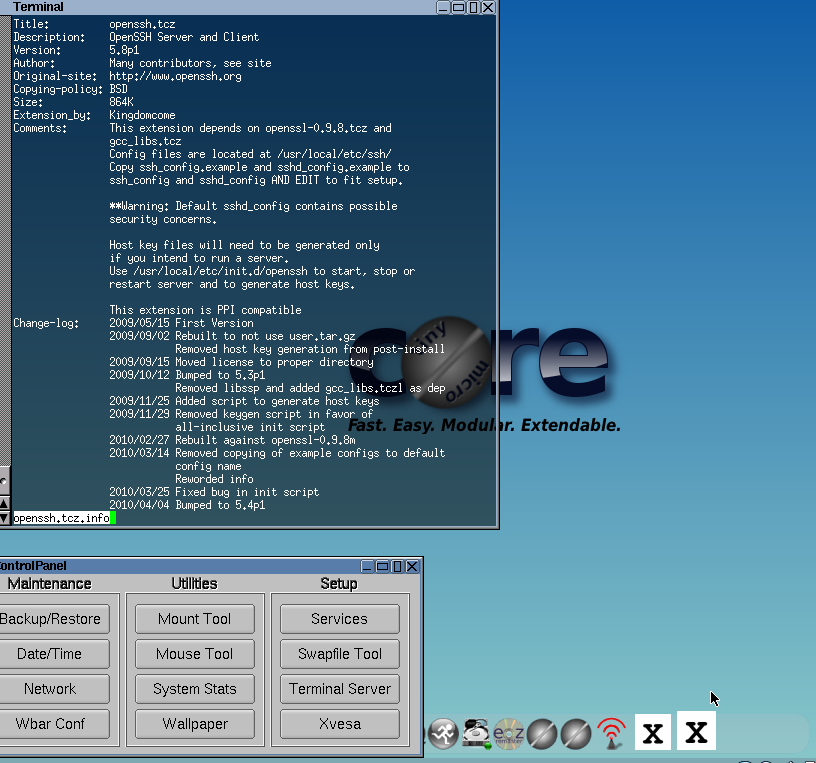 Terminal
Title: openssh.tcz
Description: OpenSSH Server and Client
Version: 5.8p1
Author: Many contributors, see site
Original-site: http://www.openssh.org
Copying-policy: BSD
Size: 864K
Extension_by: Kingdomcome
Comments: This extension depends on openssl-0.9.8.tcz and
gcc_libs.tcz
Config files are located at /usr/local/etc/ssh/
Copy ssh_config.example and sshd_config.example to
ssh_config and sshd_config AND EDIT to fit setup.
**Warning: Default sshd_config contains possible
security concerns.
Host key files will need to be generated only
if you intend to run a server.
Use /usr/local/etc/init.d/openssh to start, stop or
restart server and to generate host keys.
This extension is PPI compatible
Change-log: 2009/05/15 First Version
2009/09/02 Rebuilt to not use user.tar.gz
Removed host key generation from post-install
2009/09/15 Moved license to proper directory
2009/10/12 Bumped to 5.3p1
Removed libssp and added gcc_libs.tczl as dep
2009/11/25 Added script to generate host keys
2009/11/29 Removed keygen script in favor of
all-inclusive init script
2010/02/27 Rebuilt against openssl-0.9.8m
2010/03/14 Removed copying of example configs to default
config name
Reworded info
2010/03/25 Fixed bug in init script
2010/04/04 Bumped to 5.4p1
openssh.tcz.info
core
tiny
micro
Fast. Easy. Modular. Extendable.
ontrolPanel
Maintenance Utilities Setup
Backup/Restore Mount Tool Services
Date/Time Mouse Tool Swapfile Tool
Network System Stats Terminal Server
Wbar Conf Wallpaper Xvesa
ezremaster
X X